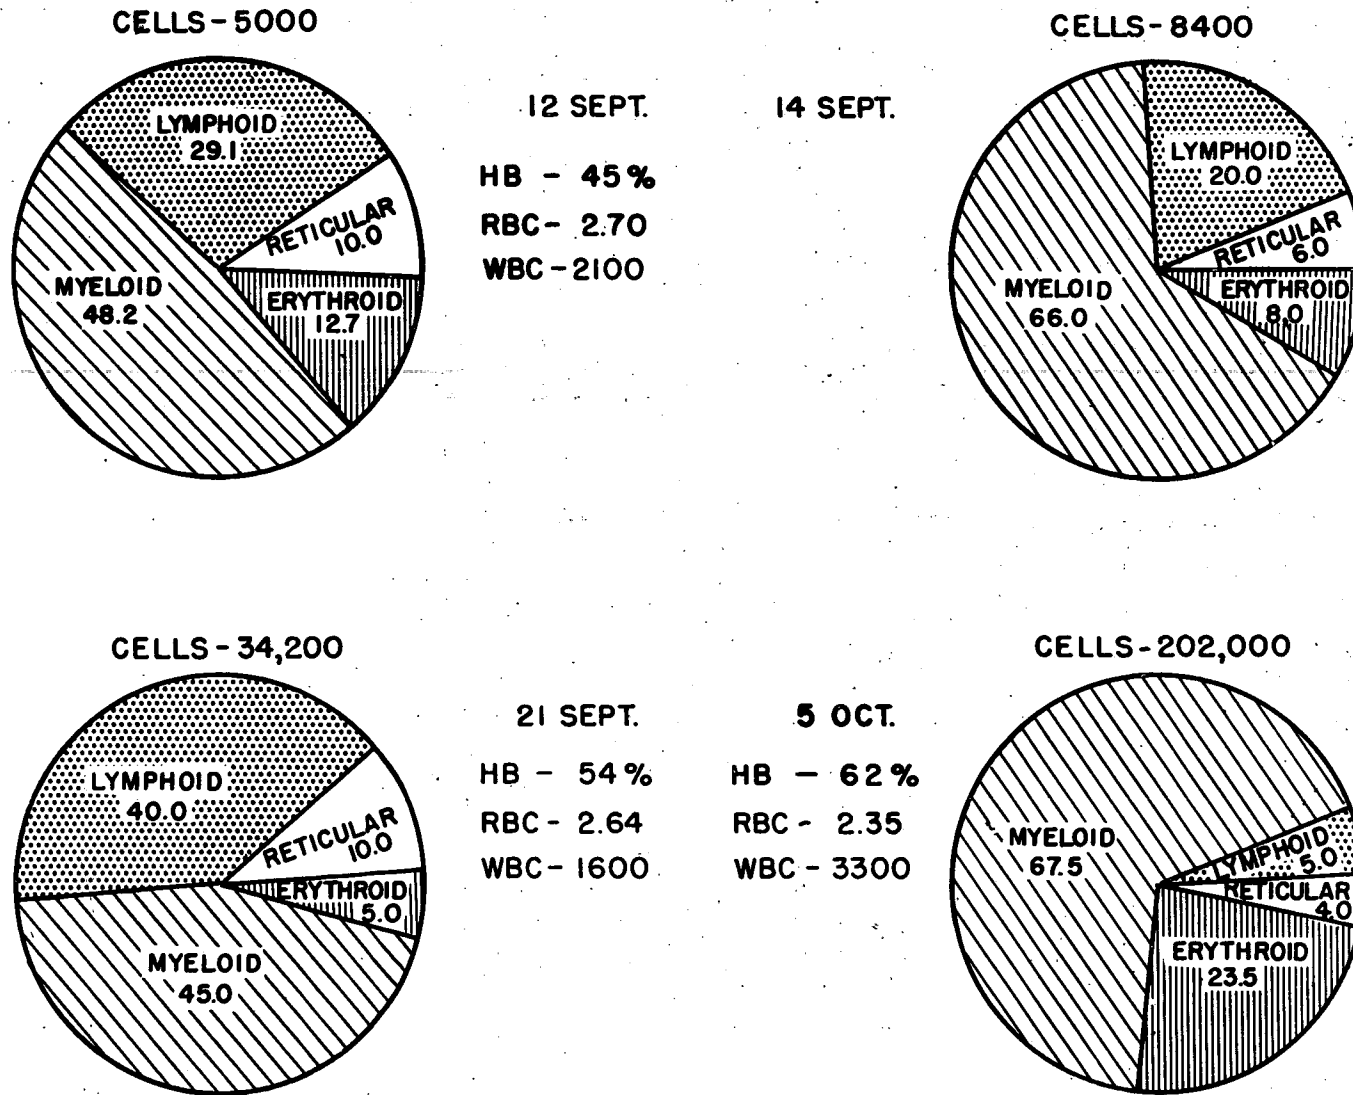 CELLS - 5000
LYMPHOID
29.1
RETICULAR
10.0
MYELOID
48.2
ERYTHROID
12.7
12 SEPT.
HB - 45%
RBC - 2.70
WBC - 2100
14 SEPT.
CELLS - 8400
LYMPHOID
20.0
RETICULAR
6.0
MYELOID
66.0
ERYTHROID
8.0
CELLS - 34,200
LYMPHOID
40.0
RETICULAR
10.0
ERYTHROID
5.0
MYELOID
45.0
21 SEPT.
HB - 54%
RBC - 2.64
WBC - 1600
5 OCT.
HB - 62%
RBC - 2.35
WBC - 3300
CELLS - 202,000
MYELOID
67.5
LYMPHOID
5.0
RETICULAR
4.0
ERYTHROID
23.5